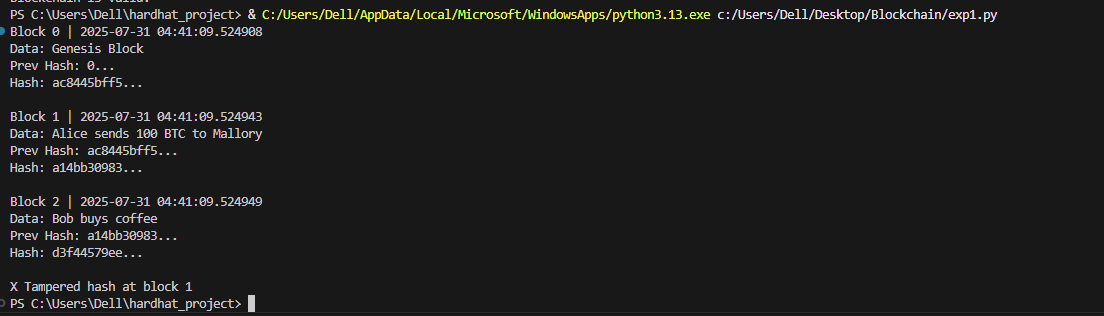 PS C:\Users\Dell\hardhat_project> & C:/Users/Dell/AppData/Local/Microsoft/WindowsApps/python3.13.exe c:/Users/Dell/Desktop/Blockchain/exp1.py
Block 0 | 2025-07-31 04:41:09.524908
Data: Genesis Block
Prev Hash: 0...
Hash: ac8445bff5...
Block 1 | 2025-07-31 04:41:09.524943
Data: Alice sends 100 BTC to Mallory
Prev Hash: ac8445bff5...
Hash: a14bb30983...
Block 2 | 2025-07-31 04:41:09.524949
Data: Bob buys coffee
Prev Hash: a14bb30983...
Hash: d3f44579ee...
X Tampered hash at block 1
PS C:\Users\Dell\hardhat_project>